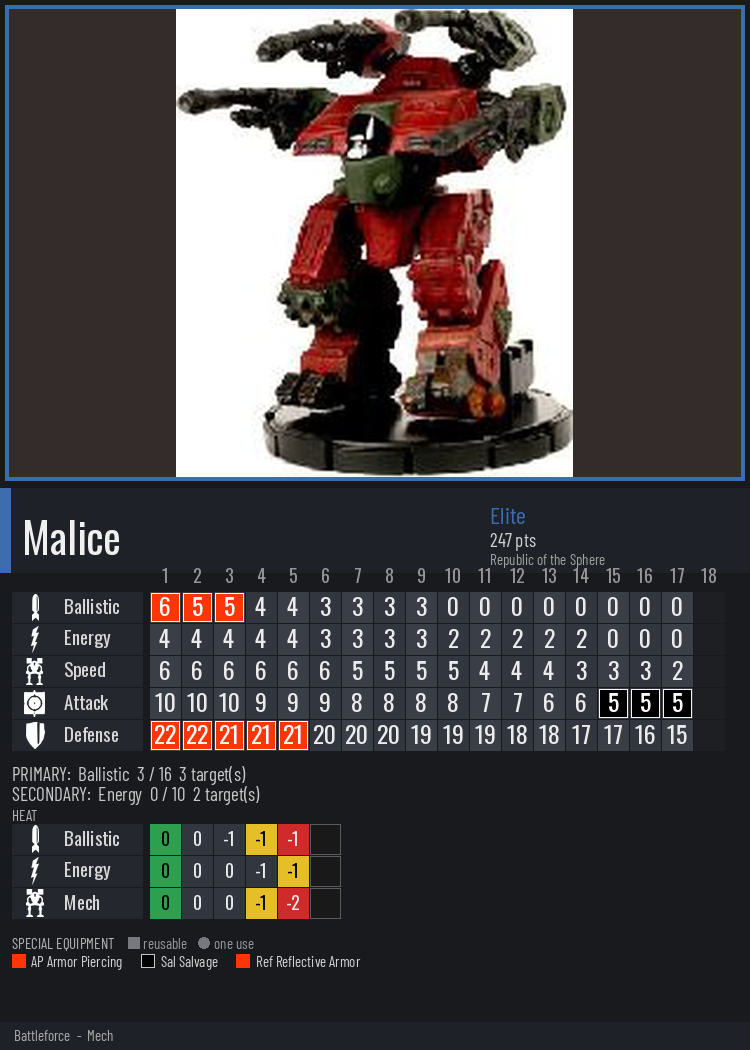 Malice
Elite
247 pts
Republic of the Sphere
1 2 3 4 5 6 7 8 9 10 11 12 13 14 15 16 17 18
Ballistic 6 5 5 4 4 3 3 3 3 0 0 0 0 0 0 0 0
Energy 4 4 4 4 4 3 3 3 3 2 2 2 2 2 0 0 0
Speed 6 6 6 6 6 6 5 5 5 5 4 4 4 3 3 3 2
Attack 10 10 10 9 9 9 8 8 8 8 7 7 6 6 5 5 5
Defense 22 22 21 21 21 20 20 20 19 19 19 18 18 17 17 16 15
PRIMARY: Ballistic 3 / 16 3 target(s)
SECONDARY: Energy 0 / 10 2 target(s)
HEAT
Ballistic 0 0 -1 -1 -1
Energy 0 0 0 -1 -1
Mech 0 0 0 -1 -2
SPECIAL EQUIPMENT reusable one use
AP Armor Piercing Sal Salvage Ref Reflective Armor
Battleforce - Mech